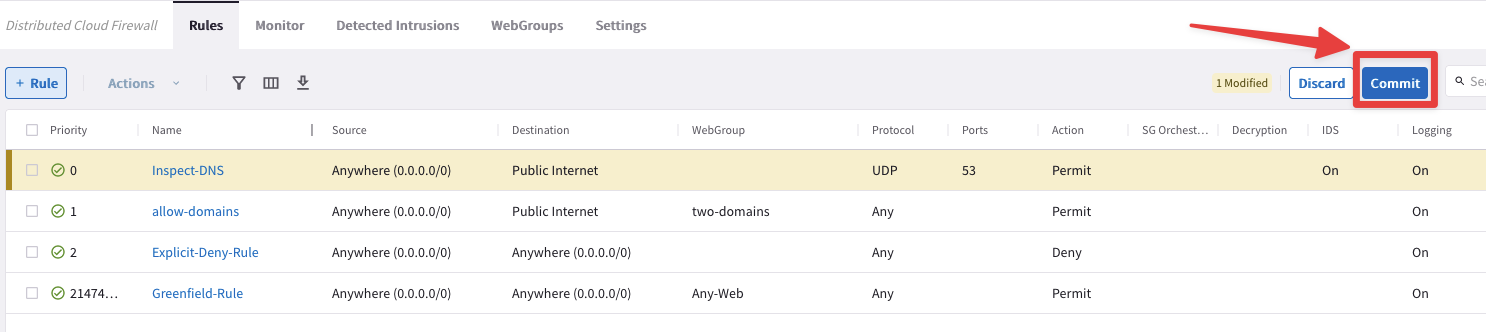 Distributed Cloud Firewall Rules Monitor Detected Intrusions WebGroups Settings
+ Rule Actions 1 Modified Discard Commit Sea
Priority Name Source Destination WebGroup Protocol Ports Action SG Orchest... Decryption IDS Logging
0 Inspect-DNS Anywhere (0.0.0.0/0) Public Internet UDP 53 Permit On On
1 allow-domains Anywhere (0.0.0.0/0) Public Internet two-domains Any Permit On
2 Explicit-Deny-Rule Anywhere (0.0.0.0/0) Anywhere (0.0.0.0/0) Any Deny On
21474... Greenfield-Rule Anywhere (0.0.0.0/0) Anywhere (0.0.0.0/0) Any-Web Any Permit On